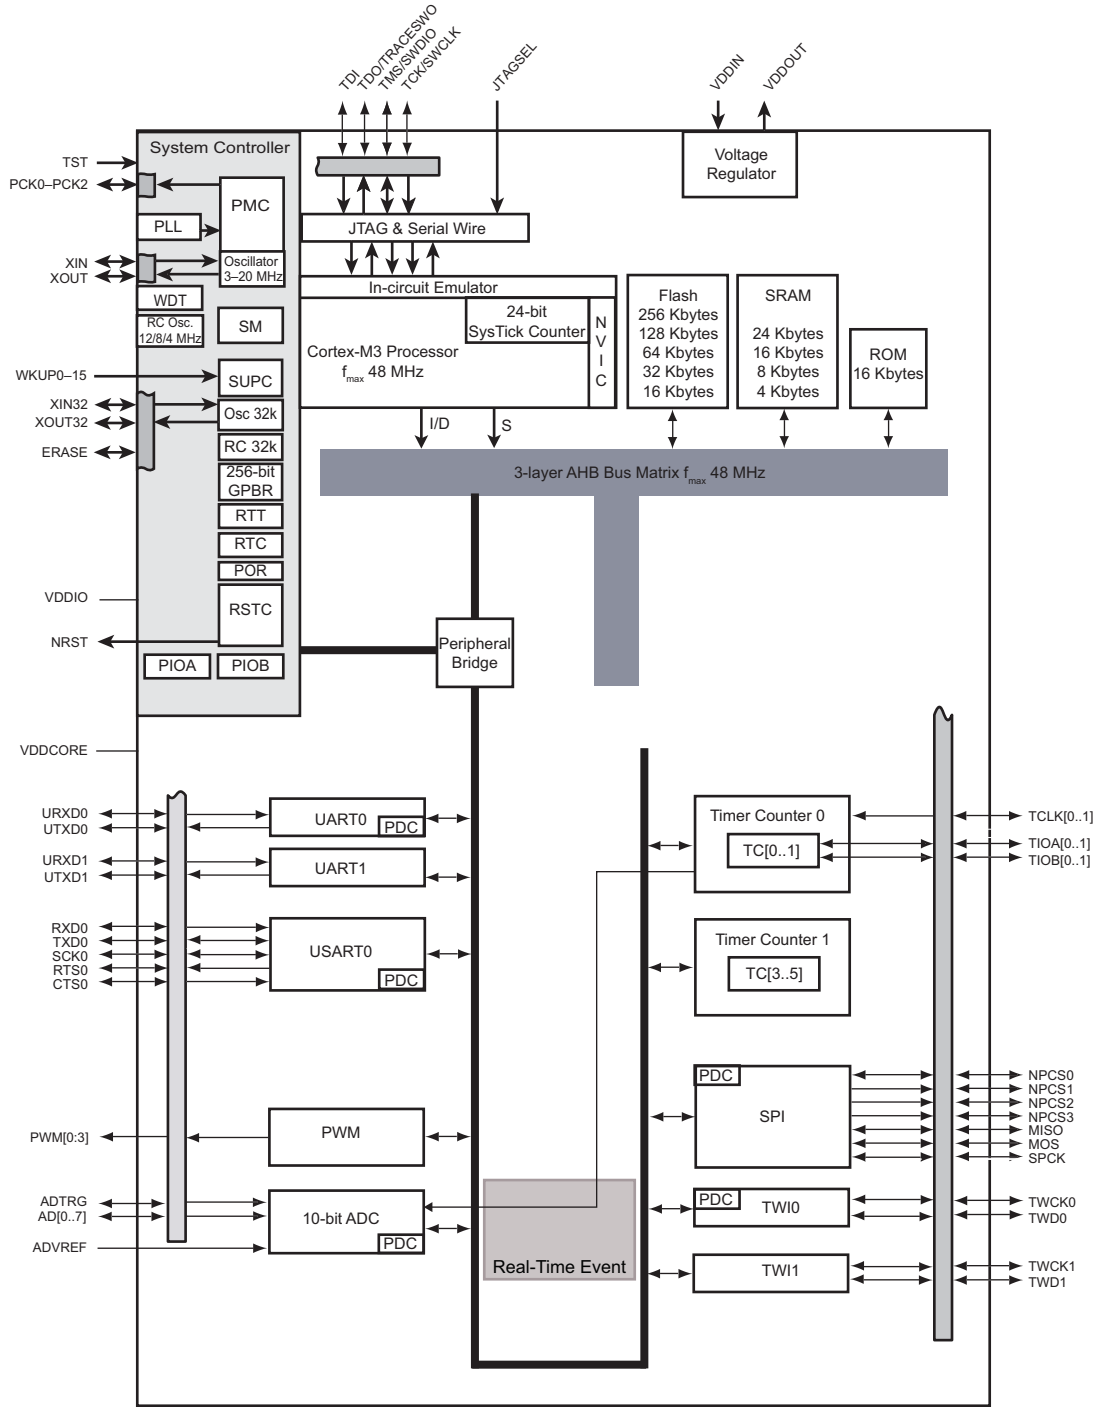 TDI
TDO/TRACESWO
TMS/SWDIO
TCK/SWCLK
JTAGSEL
VDDIN
VDDOUT
System Controller
Voltage
Regulator
TST
PCK0–PCK2
PMC
PLL
JTAG & Serial Wire
XIN
XOUT
Oscillator
3–20 MHz
In-circuit Emulator
WDT
RC Osc.
12/8/4 MHz
SM
24-bit
SysTick Counter
N
V
I
C
Cortex-M3 Processor
fmax 48 MHz
Flash
256 Kbytes
128 Kbytes
64 Kbytes
32 Kbytes
16 Kbytes
SRAM
24 Kbytes
16 Kbytes
8 Kbytes
4 Kbytes
ROM
16 Kbytes
WKUP0–15
SUPC
XIN32
XOUT32
Osc 32k
ERASE
RC 32k
I/D
S
256-bit
GPBR
3-layer AHB Bus Matrix fmax 48 MHz
RTT
RTC
POR
VDDIO
RSTC
NRST
PIOA
PIOB
Peripheral
Bridge
VDDCORE
URXD0
UTXD0
UART0
PDC
URXD1
UTXD1
UART1
RXD0
TXD0
SCK0
RTS0
CTS0
USART0
PDC
Timer Counter 0
TC[0..1]
TCLK[0..1]
TIOA[0..1]
TIOB[0..1]
Timer Counter 1
TC[3..5]
PDC
SPI
NPCS0
NPCS1
NPCS2
NPCS3
MISO
MOS
SPCK
PWM[0:3]
PWM
ADTRG
AD[0..7]
ADVREF
10-bit ADC
PDC
Real-Time Event
PDC
TWI0
TWCK0
TWD0
TWI1
TWCK1
TWD1